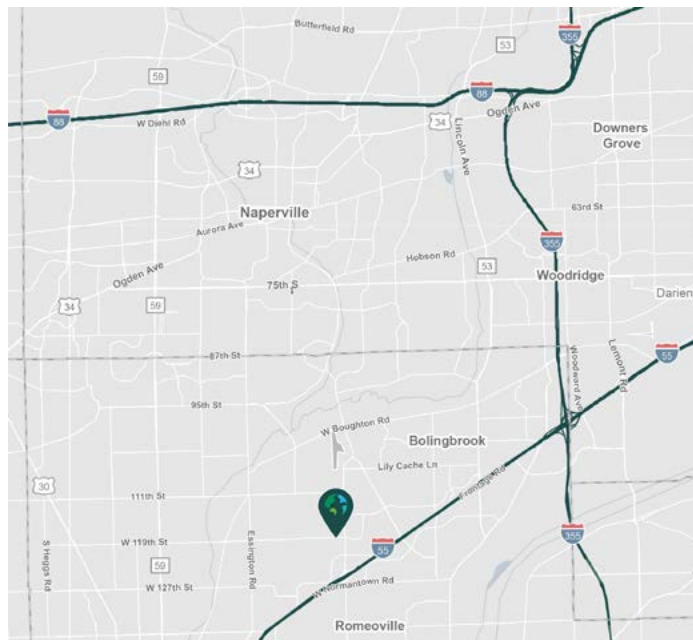 Butterfield Rd
355
53
59
88
88
Ogden Ave
W Diehl Rd
34
Lincoln Ave
Downers
Grove
34
63rd St
Naperville
Aurora Ave
355
Hobson Rd
53
Ogden Ave
Woodridge
75th S
34
59
Darien
87th St
55
Woodward Ave
Lemont Rd
95th St
W Boughton Rd
Bolingbrook
Lily Cache Ln
Frontage Rd
30
111th St
355
W 119th St
55
Essington Rd
S Heggs Rd
59
W 127th St
W Normantown Rd
Romeoville